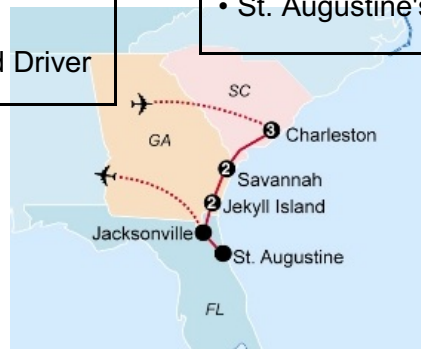 • St. Augustine's
d Driver
SC
3 Charleston
GA
2 Savannah
2 Jekyll Island
Jacksonville
St. Augustine
FL